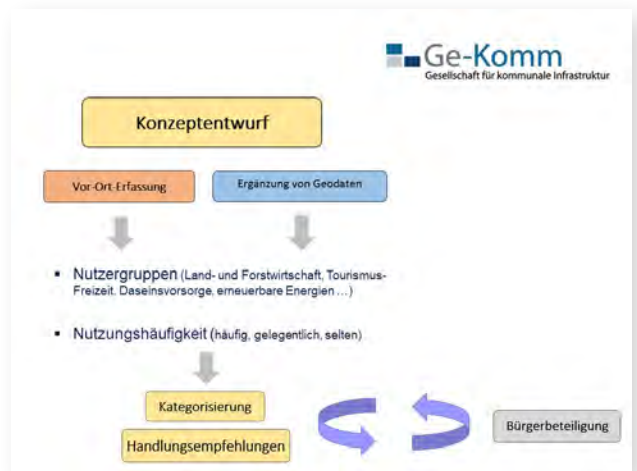 Ge-Komm
Gesellschaft für kommunale Infrastruktur
Konzeptentwurf
Vor-Ort-Erfassung
Ergänzung von Geodaten
▪ Nutzergruppen (Land- und Forstwirtschaft, Tourismus-
Freizeit, Daseinsvorsorge, erneuerbare Energien ...)
▪ Nutzungshäufigkeit (häufig, gelegentlich, selten)
Kategorisierung
Handlungsempfehlungen
Bürgerbeteiligung